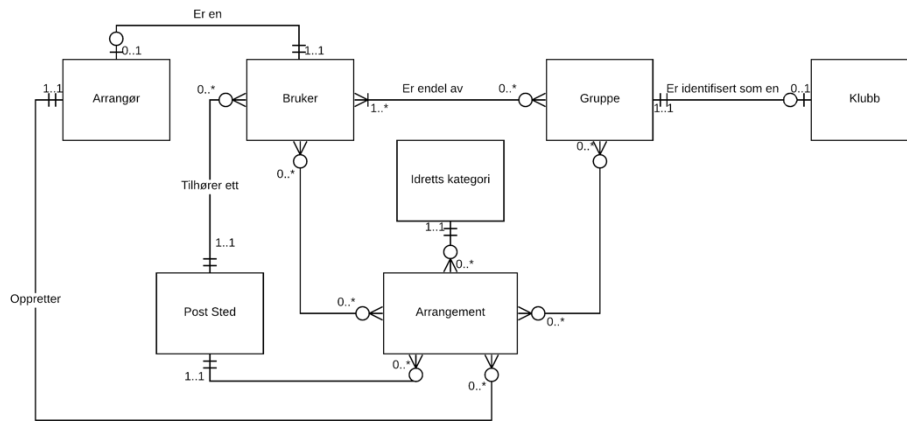 Er en
0..1
1..1
1..1
Arrangør
0..*
Bruker
Er endel av
1..*
0..*
Gruppe
Er identifisert som en
1..1
0..1
Klubb
0..*
0..*
Tilhører ett
Idretts kategori
1..1
1..1
0..*
Oppretter
Post Sted
0..*
Arrangement
0..*
1..1
0..*
0..*